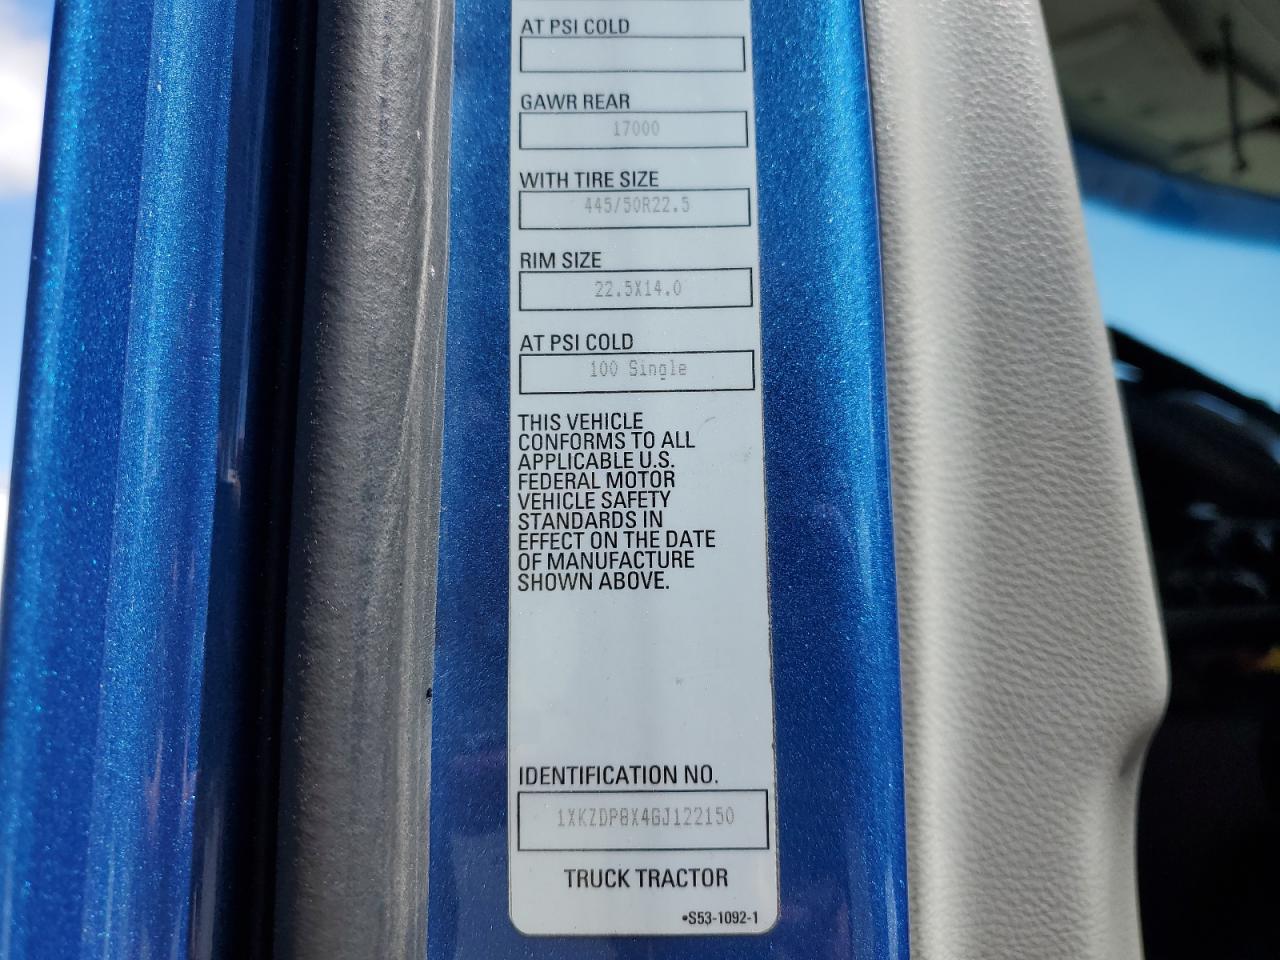 AT PSI COLD
GAWR REAR
17000
WITH TIRE SIZE
445/50R22.5
RIM SIZE
22.5X14.0
AT PSI COLD
100 Single
THIS VEHICLE
CONFORMS TO ALL
APPLICABLE U.S.
FEDERAL MOTOR
VEHICLE SAFETY
STANDARDS IN
EFFECT ON THE DATE
OF MANUFACTURE
SHOWN ABOVE.
IDENTIFICATION NO.
1XKZDP8X4GJ122150
TRUCK TRACTOR
•S53-1092-1